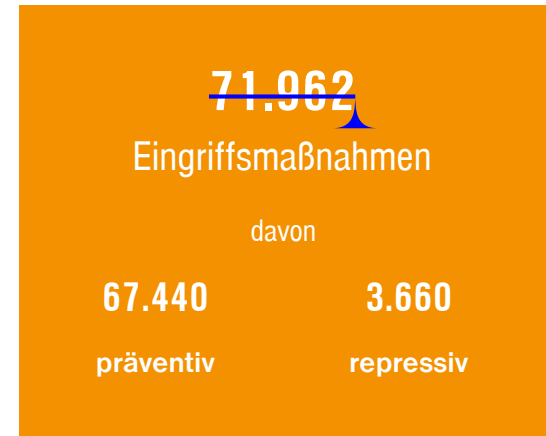 71.962
Eingriffsmaßnahmen
davon
67.440 3.660
präventiv repressiv